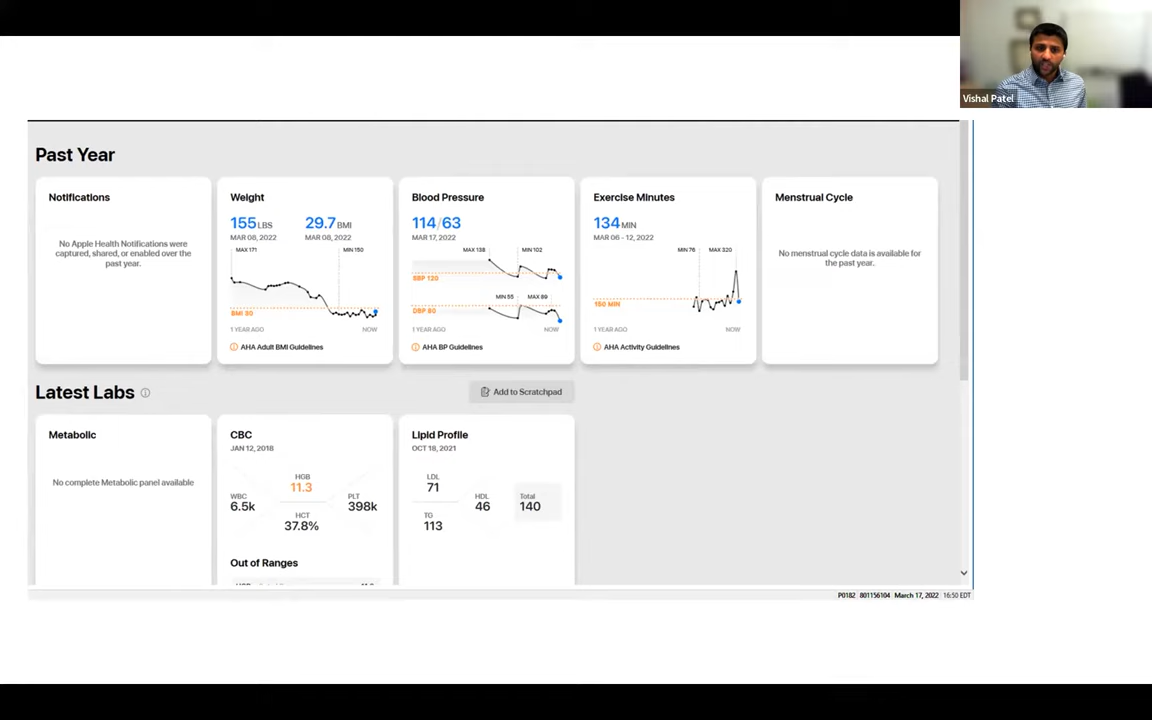 Vishal Patel
Past Year
Notifications
No Apple Health Notifications were
captured, shared, or enabled over the
past year.
Weight
155 LBS
29.7 BMI
MAR 08, 2022
MAR 08, 2022
MAX 171
MIN 150
BMI 30
1 YEAR AGO
NOW
AHA Adult BMI Guidelines
Blood Pressure
114/63
MAR 17, 2022
MAX 138
MIN 102
SBP 120
MIN 55
MAX 89
DBP 80
1 YEAR AGO
NOW
AHA BP Guidelines
Exercise Minutes
134 MIN
MAR 06 - 12, 2022
MIN 76
MAX 320
150 MIN
1 YEAR AGO
NOW
AHA Activity Guidelines
Menstrual Cycle
No menstrual cycle data is available for
the past year.
Latest Labs
Add to Scratchpad
Metabolic
No complete Metabolic panel available
CBC
JAN 12, 2018
HGB
11.3
WBC
6.5k
PLT
398k
HCT
37.8%
Out of Ranges
Lipid Profile
OCT 18, 2021
LDL
71
HDL
46
Total
140
TG
113
P0182 801156104 March 17, 2022 16:50 EDT